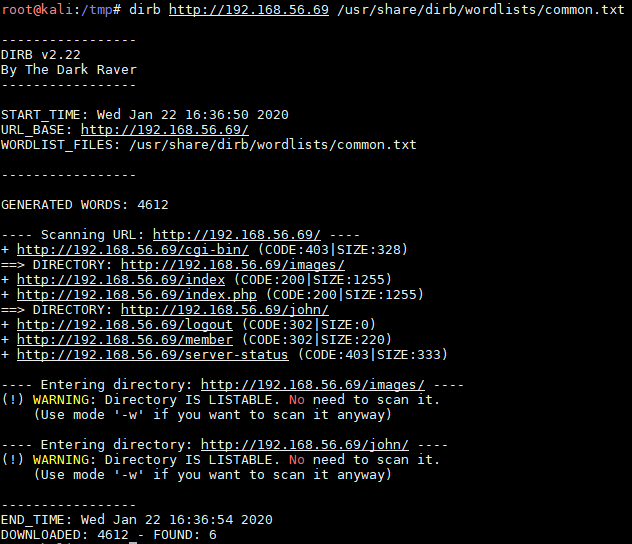 root@kali:/tmp# dirb http://192.168.56.69 /usr/share/dirb/wordlists/common.txt
-----------------
DIRB v2.22
By The Dark Raver
-----------------
START_TIME: Wed Jan 22 16:36:50 2020
URL_BASE: http://192.168.56.69/
WORDLIST_FILES: /usr/share/dirb/wordlists/common.txt
-----------------
GENERATED WORDS: 4612
---- Scanning URL: http://192.168.56.69/ ----
+ http://192.168.56.69/cgi-bin/ (CODE:403|SIZE:328)
==> DIRECTORY: http://192.168.56.69/images/
+ http://192.168.56.69/index (CODE:200|SIZE:1255)
+ http://192.168.56.69/index.php (CODE:200|SIZE:1255)
==> DIRECTORY: http://192.168.56.69/john/
+ http://192.168.56.69/logout (CODE:302|SIZE:0)
+ http://192.168.56.69/member (CODE:302|SIZE:220)
+ http://192.168.56.69/server-status (CODE:403|SIZE:333)
---- Entering directory: http://192.168.56.69/images/ ----
(!) WARNING: Directory IS LISTABLE. No need to scan it.
(Use mode '-w' if you want to scan it anyway)
---- Entering directory: http://192.168.56.69/john/ ----
(!) WARNING: Directory IS LISTABLE. No need to scan it.
(Use mode '-w' if you want to scan it anyway)
-----------------
END_TIME: Wed Jan 22 16:36:54 2020
DOWNLOADED: 4612 - FOUND: 6